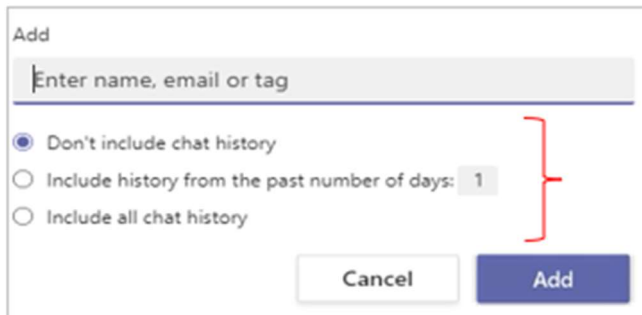 Add
Enter name, email or tag
Don't include chat history
Include history from the past number of days: 1
Include all chat history
Cancel Add